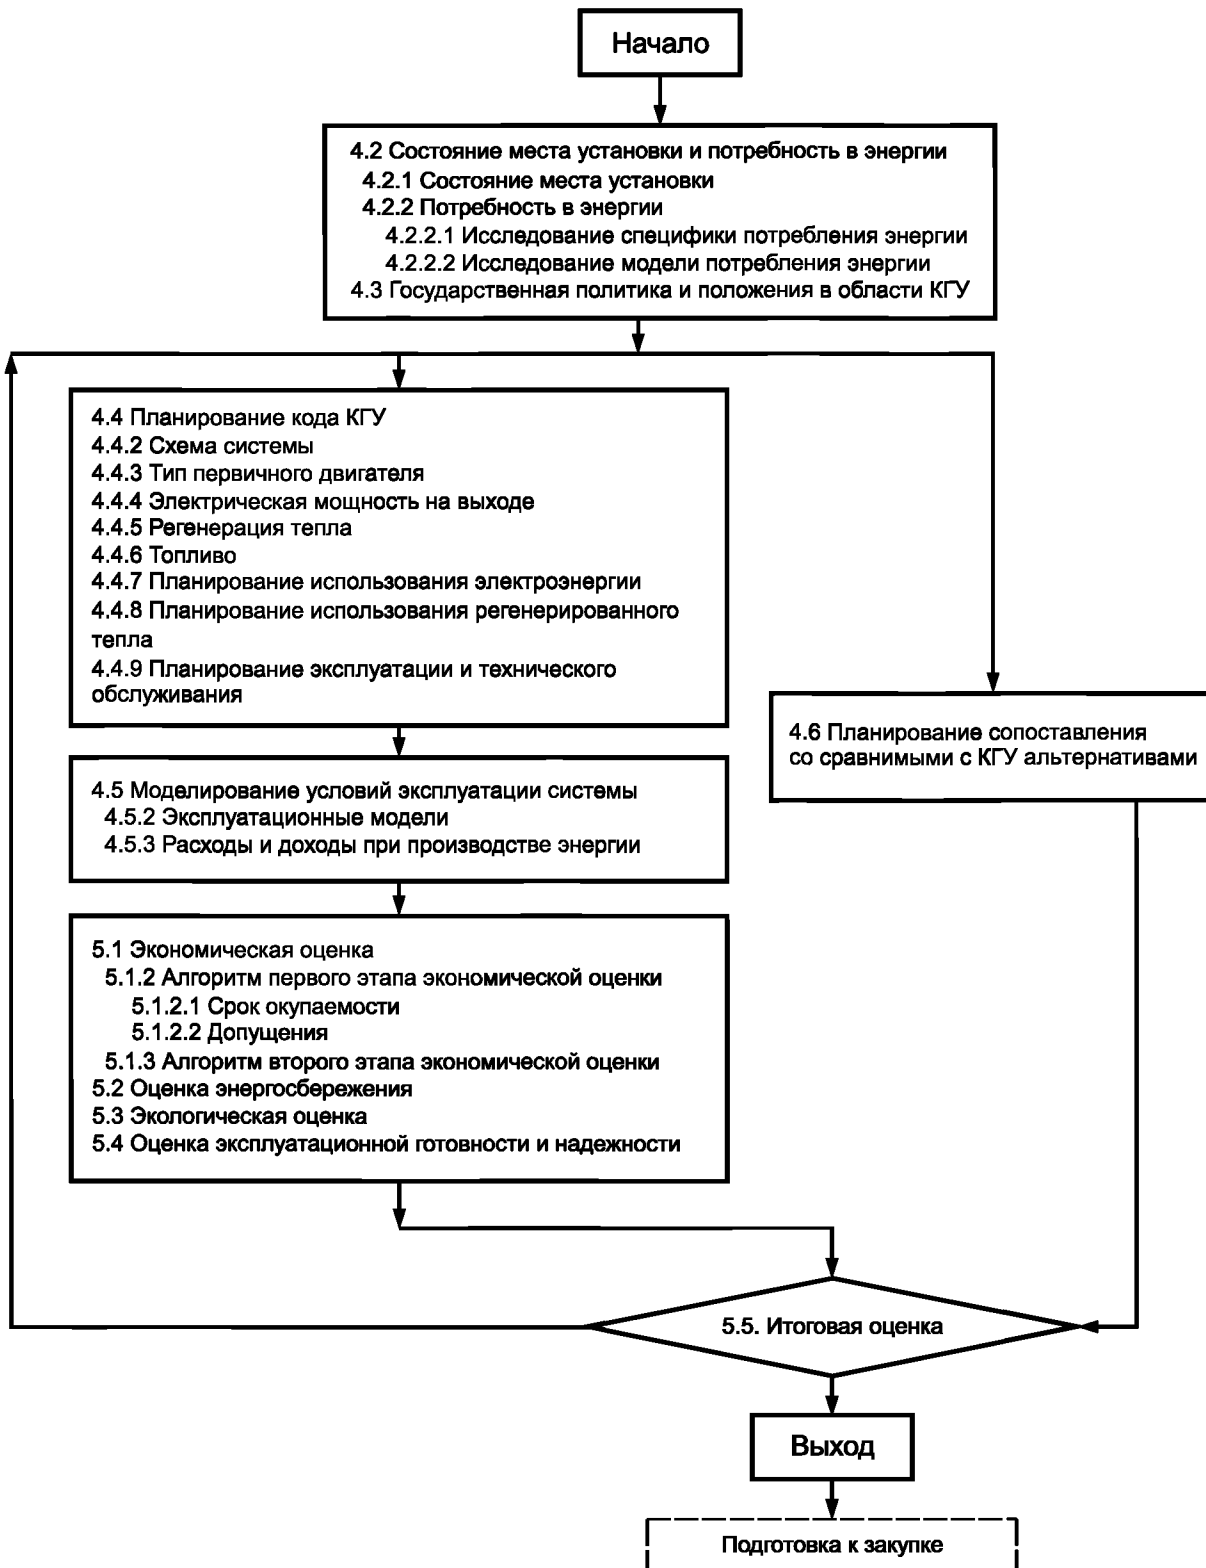 Начало
4.2 Состояние места установки и потребность в энергии
4.2.1 Состояние места установки
4.2.2 Потребность в энергии
4.2.2.1 Исследование специфики потребления энергии
4.2.2.2 Исследование модели потребления энергии
4.3 Государственная политика и положения в области КГУ
4.4 Планирование кода КГУ
4.4.2 Схема системы
4.4.3 Тип первичного двигателя
4.4.4 Электрическая мощность на выходе
4.4.5 Регенерация тепла
4.4.6 Топливо
4.4.7 Планирование использования электроэнергии
4.4.8 Планирование использования регенерированного
тепла
4.4.9 Планирование эксплуатации и технического
обслуживания
4.6 Планирование сопоставления
со сравнимыми с КГУ альтернативами
4.5 Моделирование условий эксплуатации системы
4.5.2 Эксплуатационные модели
4.5.3 Расходы и доходы при производстве энергии
5.1 Экономическая оценка
5.1.2 Алгоритм первого этапа экономической оценки
5.1.2.1 Срок окупаемости
5.1.2.2 Допущения
5.1.3 Алгоритм второго этапа экономической оценки
5.2 Оценка энергосбережения
5.3 Экологическая оценка
5.4 Оценка эксплуатационной готовности и надежности
5.5. Итоговая оценка
Выход
Подготовка к закупке